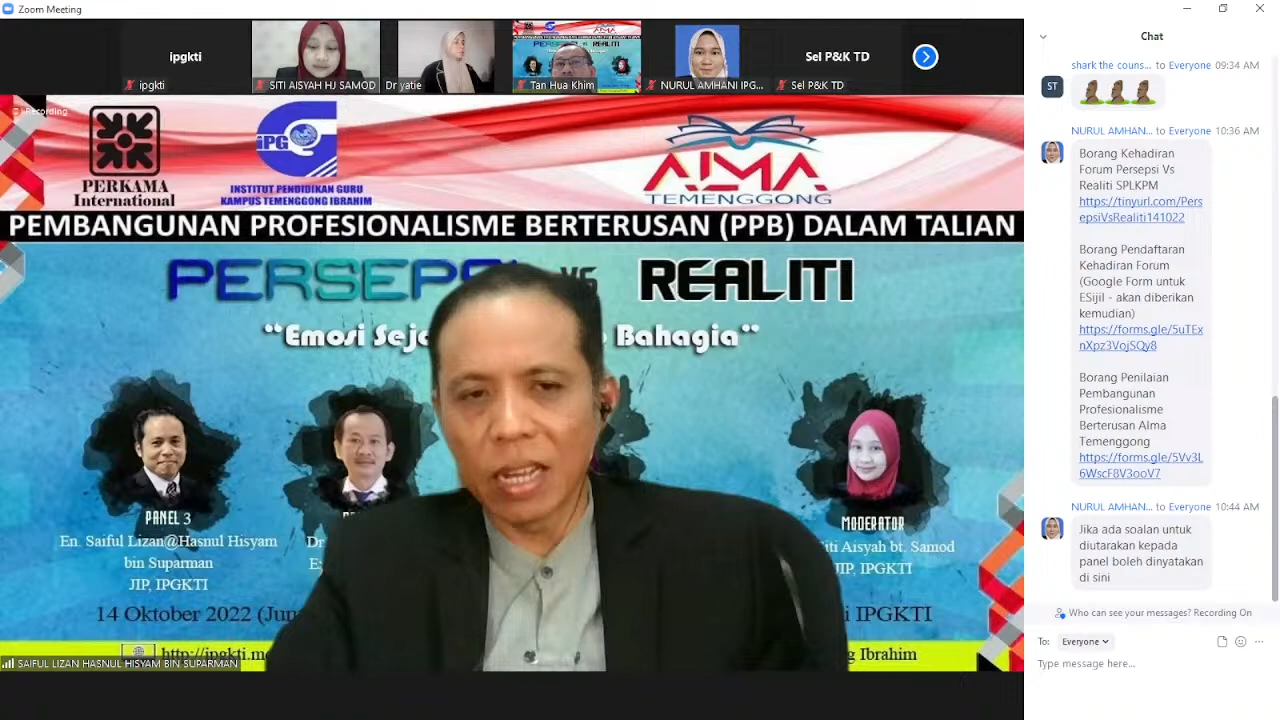 Zoom Meeting
ipgkti
ipgkti
SITI AISYAH HJ SAMOD
Dr yatie
PERSEPSI VS REALITI
Tan Hua Khim
NURUL AMHANI IPG...
Sel P&K TD
Sel P&K TD
Recording
PERKAMA
International
IPG
INSTITUT PENDIDIKAN GURU
KAMPUS TEMENGGONG IBRAHIM
ALMA
TEMENGGONG
PEMBANGUNAN PROFESIONALISME BERTERUSAN (PPB) DALAM TALIAN
VS REALITI
“Emosi Bahagia”
PANEL 3
En. Saiful Lizan@Hasnul Hisyam
bin Suparman
JIP, IPGKTI
MODERATOR
Aisyah bt. Samod
JIP, IPGKTI
14 Oktober 2022
IPGKTI
Ibrahim
SAIFUL LIZAN HASNUL HISYAM BIN SUPARMAN
Chat
shark the couns... to Everyone 09:34 AM
ST
NURUL AMHAN... to Everyone 10:36 AM
Borang Kehadiran
Forum Persepsi Vs
Realiti SPLKPM
https://tinyurl.com/Pers
epsiVsRealiti141022
Borang Pendaftaran
Kehadiran Forum
(Google Form untuk
ESijil - akan diberikan
kemudian)
https://forms.gle/5uTEx
nXpz3VojSQy8
Borang Penilaian
Pembangunan
Profesionalisme
Berterusan Alma
Temenggong
https://forms.gle/5Vv3L
6WscF8V3ooV7
NURUL AMHAN... to Everyone 10:44 AM
Jika ada soalan untuk
diutarakan kepada
panel boleh dinyatakan
di sini
Who can see your messages? Recording On
To: Everyone
Type message here...